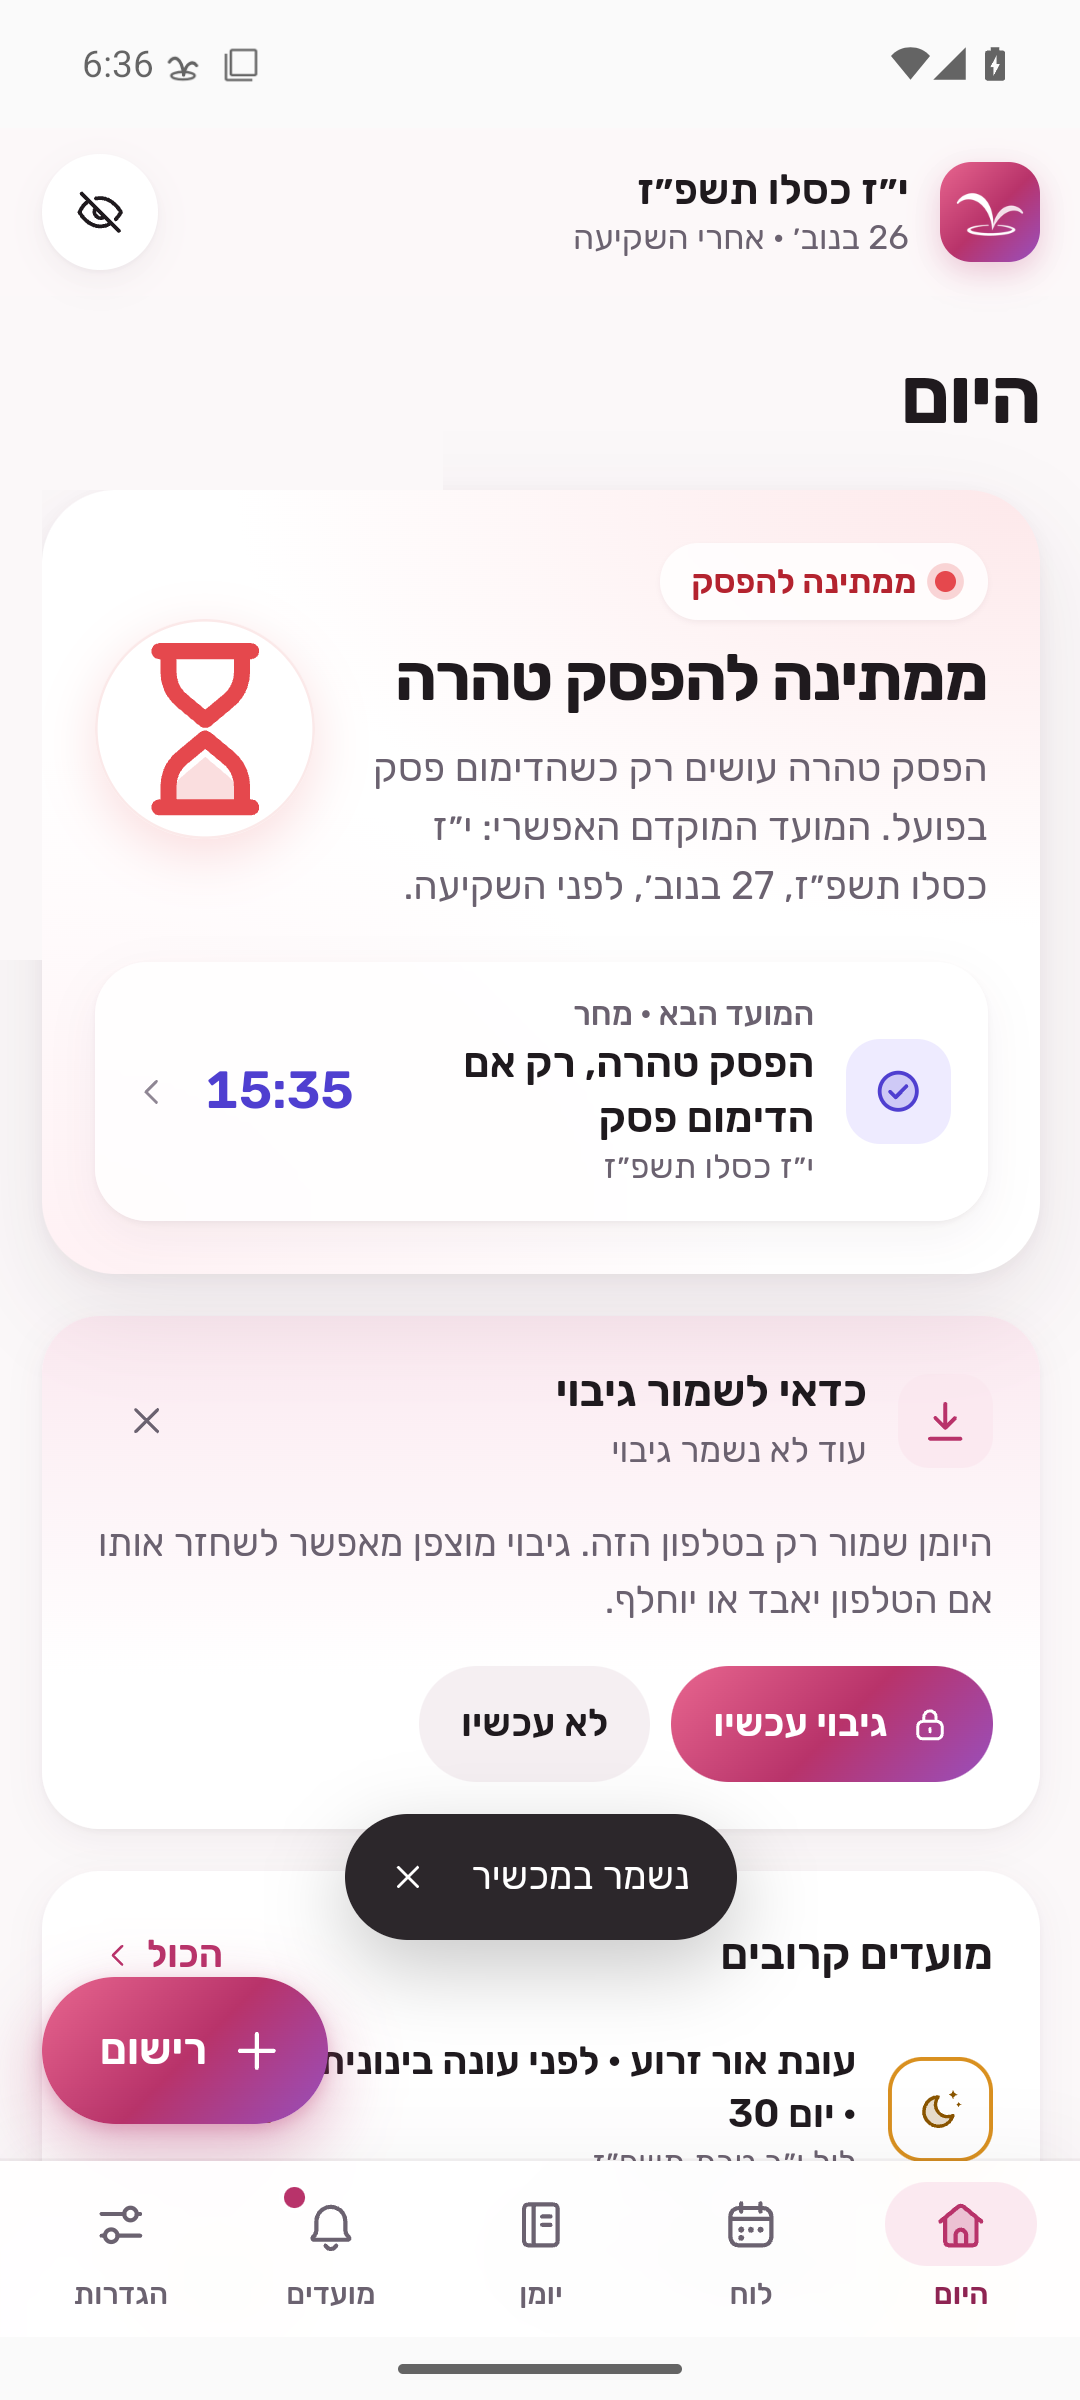 6:36
י״ז כסלו תשפ״ז
26 בנוב׳ • אחרי השקיעה
היום
ממתינה להפסק
ממתינה להפסק טהרה
הפסק טהרה עושים רק כשהדימום פסק
בפועל. המועד המוקדם האפשרי: י״ז
כסלו תשפ״ז, 27 בנוב׳, לפני השקיעה.
המועד הבא • מחר
הפסק טהרה, רק אם
הדימום פסק
י״ז כסלו תשפ״ז
15:35
כדאי לשמור גיבוי
עוד לא נשמר גיבוי
היומן שמור רק בטלפון הזה. גיבוי מוצפן מאפשר לשחזר אותו
אם הטלפון יאבד או יוחלף.
גיבוי עכשיו
לא עכשיו
נשמר במכשיר
מועדים קרובים
הכול
עונת אור זרוע • לפני עונה בינונית
• יום 30
רישום
היום
לוח
יומן
מועדים
הגדרות